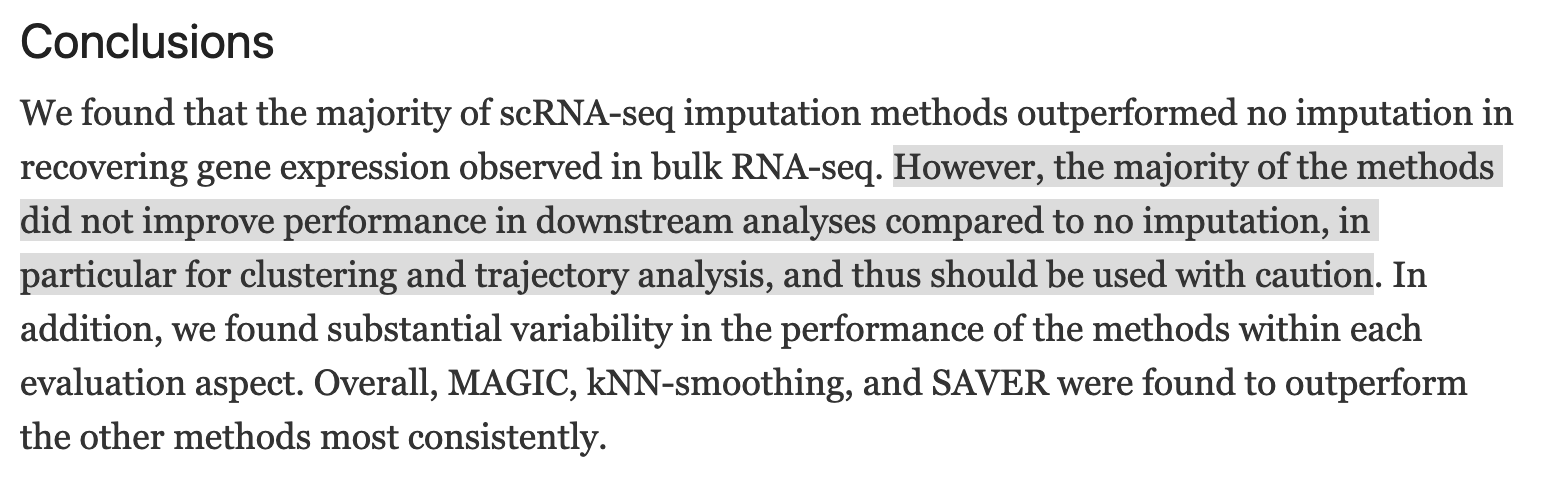 Conclusions
We found that the majority of scRNA-seq imputation methods outperformed no imputation in
recovering gene expression observed in bulk RNA-seq. However, the majority of the methods
did not improve performance in downstream analyses compared to no imputation, in
particular for clustering and trajectory analysis, and thus should be used with caution. In
addition, we found substantial variability in the performance of the methods within each
evaluation aspect. Overall, MAGIC, kNN-smoothing, and SAVER were found to outperform
the other methods most consistently.